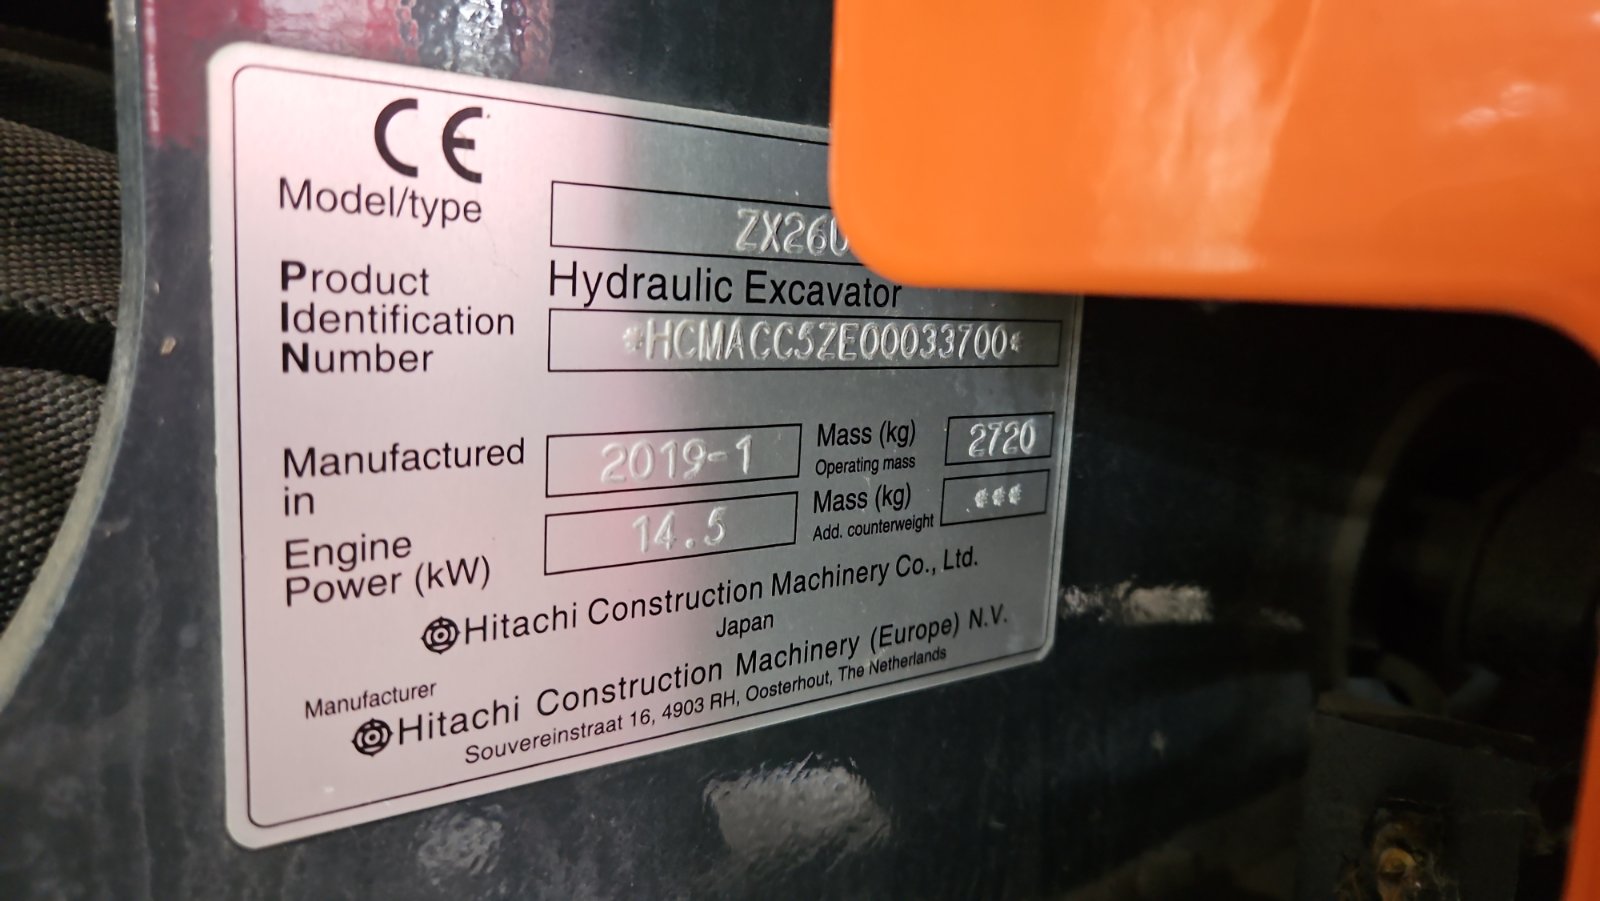 CE
Model/type ZX26U
Hydraulic Excavator
Product
Identification
Number
*HCMACC5ZE00033700*
Manufactured
in
2019-1
Mass (kg)
Operating mass
2720
Engine
Power (kW)
14.5
Mass (kg)
Add. counterweight
***
Hitachi Construction Machinery Co., Ltd.
Japan
Manufacturer
Hitachi Construction Machinery (Europe) N.V.
Souvereinstraat 16, 4903 RH, Oosterhout, The Netherlands